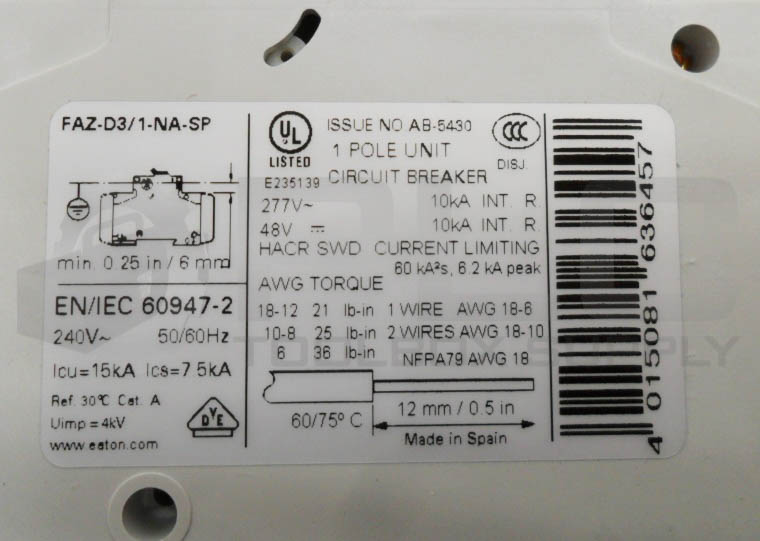 FAZ-D3/1-NA-SP
min. 0.25 in / 6 mm
EN/IEC 60947-2
240V~ 50/60Hz
Icu=15kA Ics=7.5kA
Ref. 30°C Cat. A
Uimp = 4kV
www.eaton.com
DVE
UL
LISTED
E235139
ISSUE NO AB-5430
1 POLE UNIT
CIRCUIT BREAKER
CCC
DISJ.
277V~ 10kA INT. R.
48V ⎓ 10kA INT. R.
HACR SWD CURRENT LIMITING
60 kA²s, 6.2 kA peak
AWG TORQUE
18-12 21 lb-in 1 WIRE AWG 18-6
10-8 25 lb-in 2 WIRES AWG 18-10
6 36 lb-in NFPA79 AWG 18
60/75° C
12 mm / 0.5 in
Made in Spain
4 015081 636457
PLC
TOOLBOX SUPPLY